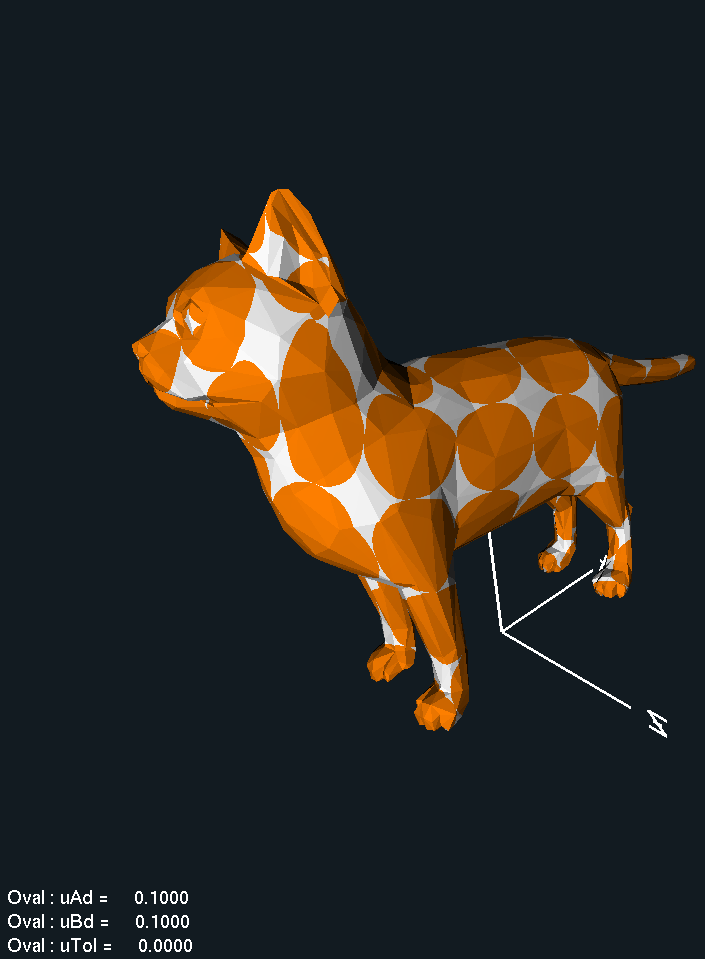 Oval : uAd = 0.1000
Oval : uBd = 0.1000
Oval : uTol = 0.0000